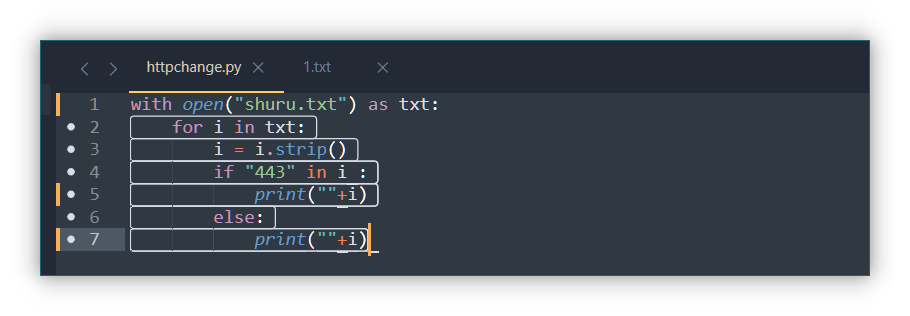 httpchange.py
1.txt
1 with open("shuru.txt") as txt:
2     for i in txt:
3         i = i.strip()
4         if "443" in i :
5             print(""+i)
6         else:
7             print(""+i)